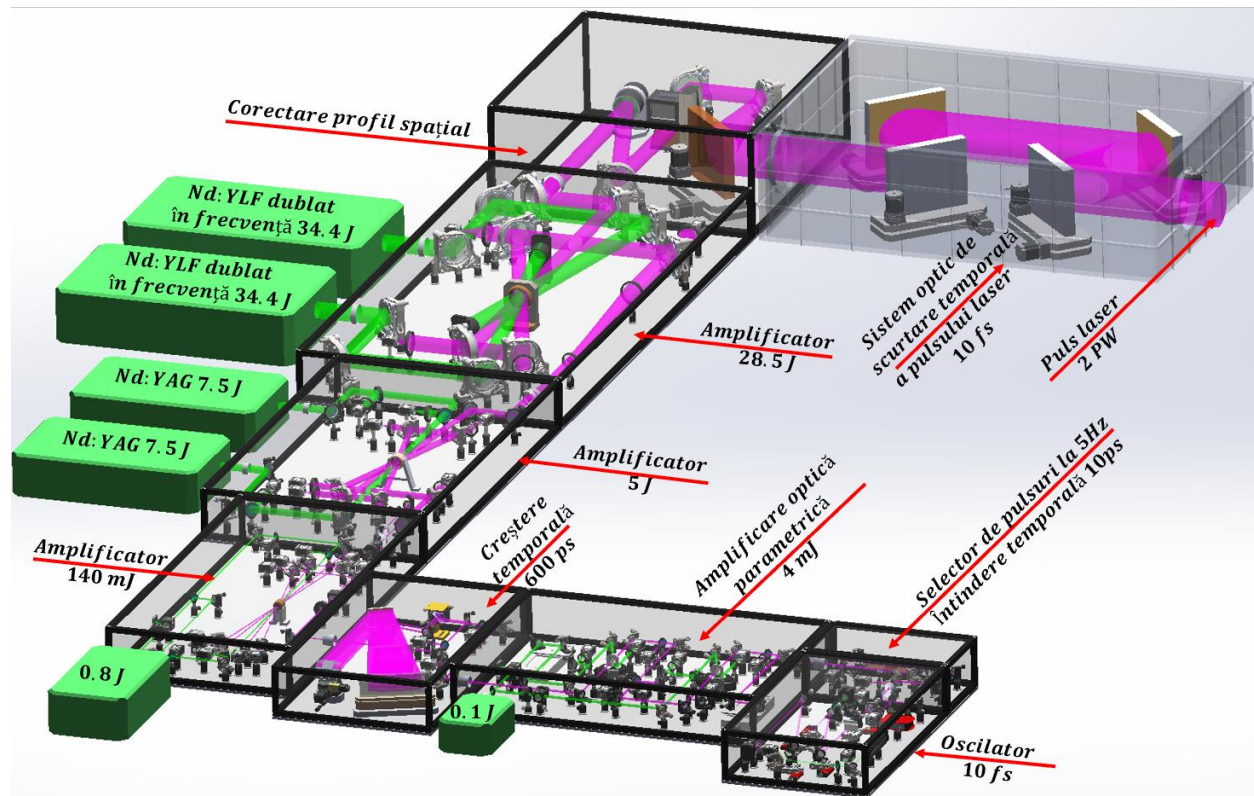 Corectare profil spațial
Nd: YLF dublat
în frecvență 34.4 J
Nd: YLF dublat
în frecvență 34.4 J
Nd: YAG 7.5 J
Nd: YAG 7.5 J
Amplificator
28.5 J
Sistem optic de
scurtare temporală
a pulsului laser
10 fs
Puls laser
2 PW
Amplificator
5 J
Amplificator
140 mJ
Creștere
temporală
600 ps
Amplificare optică
parametrică
4 mJ
Selector de pulsuri la 5Hz
Întindere temporală 10ps
0.8 J
0.1 J
Oscilator
10 fs